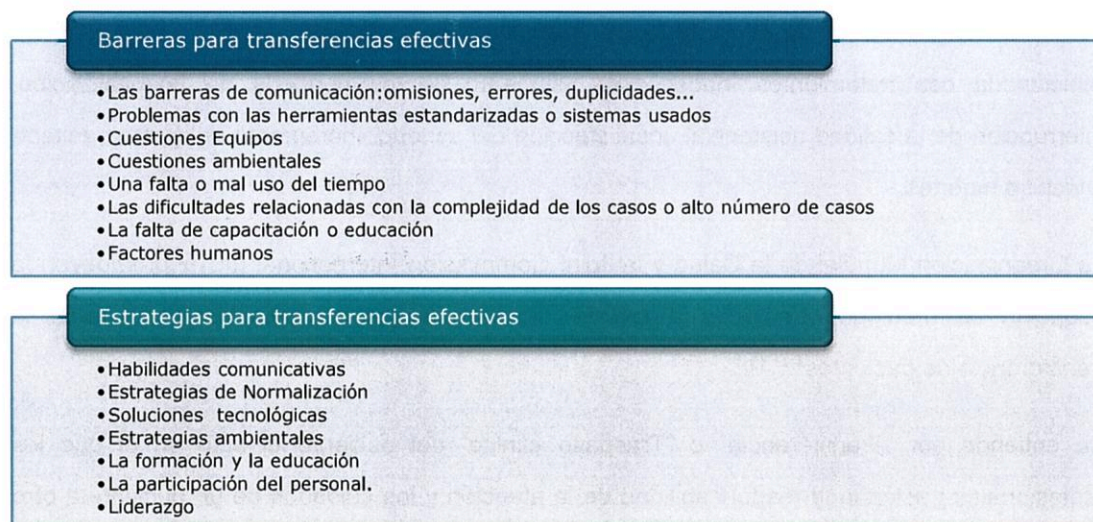 Barreras para transferencias efectivas
•Las barreras de comunicación: omisiones, errores, duplicidades..
•Problemas con las herramientas estandarizadas o sistemas usados
•Cuestiones Equipos
•Cuestiones ambientales
•Una falta o mal uso del tiempo
•Las dificultades relacionadas con la complejidad de los casos o alto número de casos
•La falta de capacitación o educación
•Factores humanos
Estrategias para transferencias efectivas
•Habilidades comunicativas
•Estrategias de Normalización
•Soluciones tecnológicas
•Estrategias ambientales
•La formación y la educación
•La participación del personal.
•Liderazgo